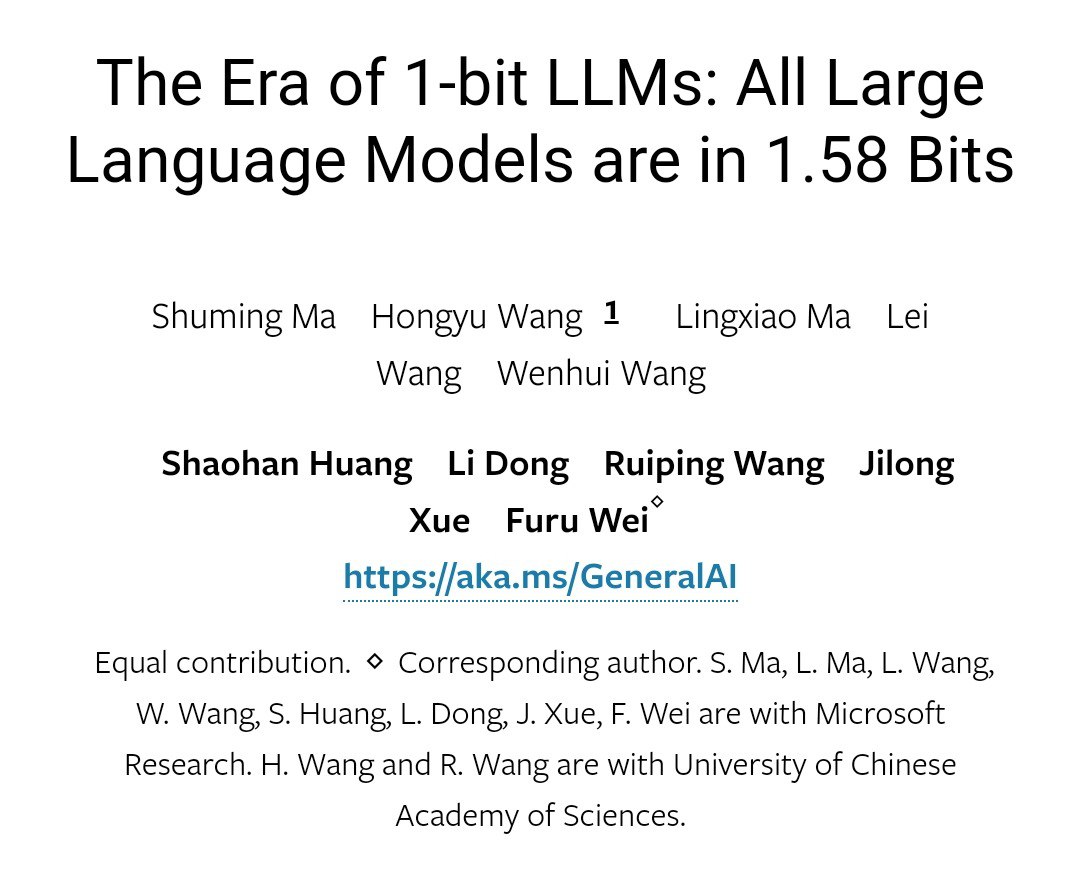 The Era of 1-bit LLMs: All Large
Language Models are in 1.58 Bits
Shuming Ma Hongyu Wang 1 Lingxiao Ma Lei
Wang Wenhui Wang
Shaohan Huang Li Dong Ruiping Wang Jilong
Xue Furu Wei⋄
https://aka.ms/GeneralAI
Equal contribution. ⋄ Corresponding author. S. Ma, L. Ma, L. Wang,
W. Wang, S. Huang, L. Dong, J. Xue, F. Wei are with Microsoft
Research. H. Wang and R. Wang are with University of Chinese
Academy of Sciences.